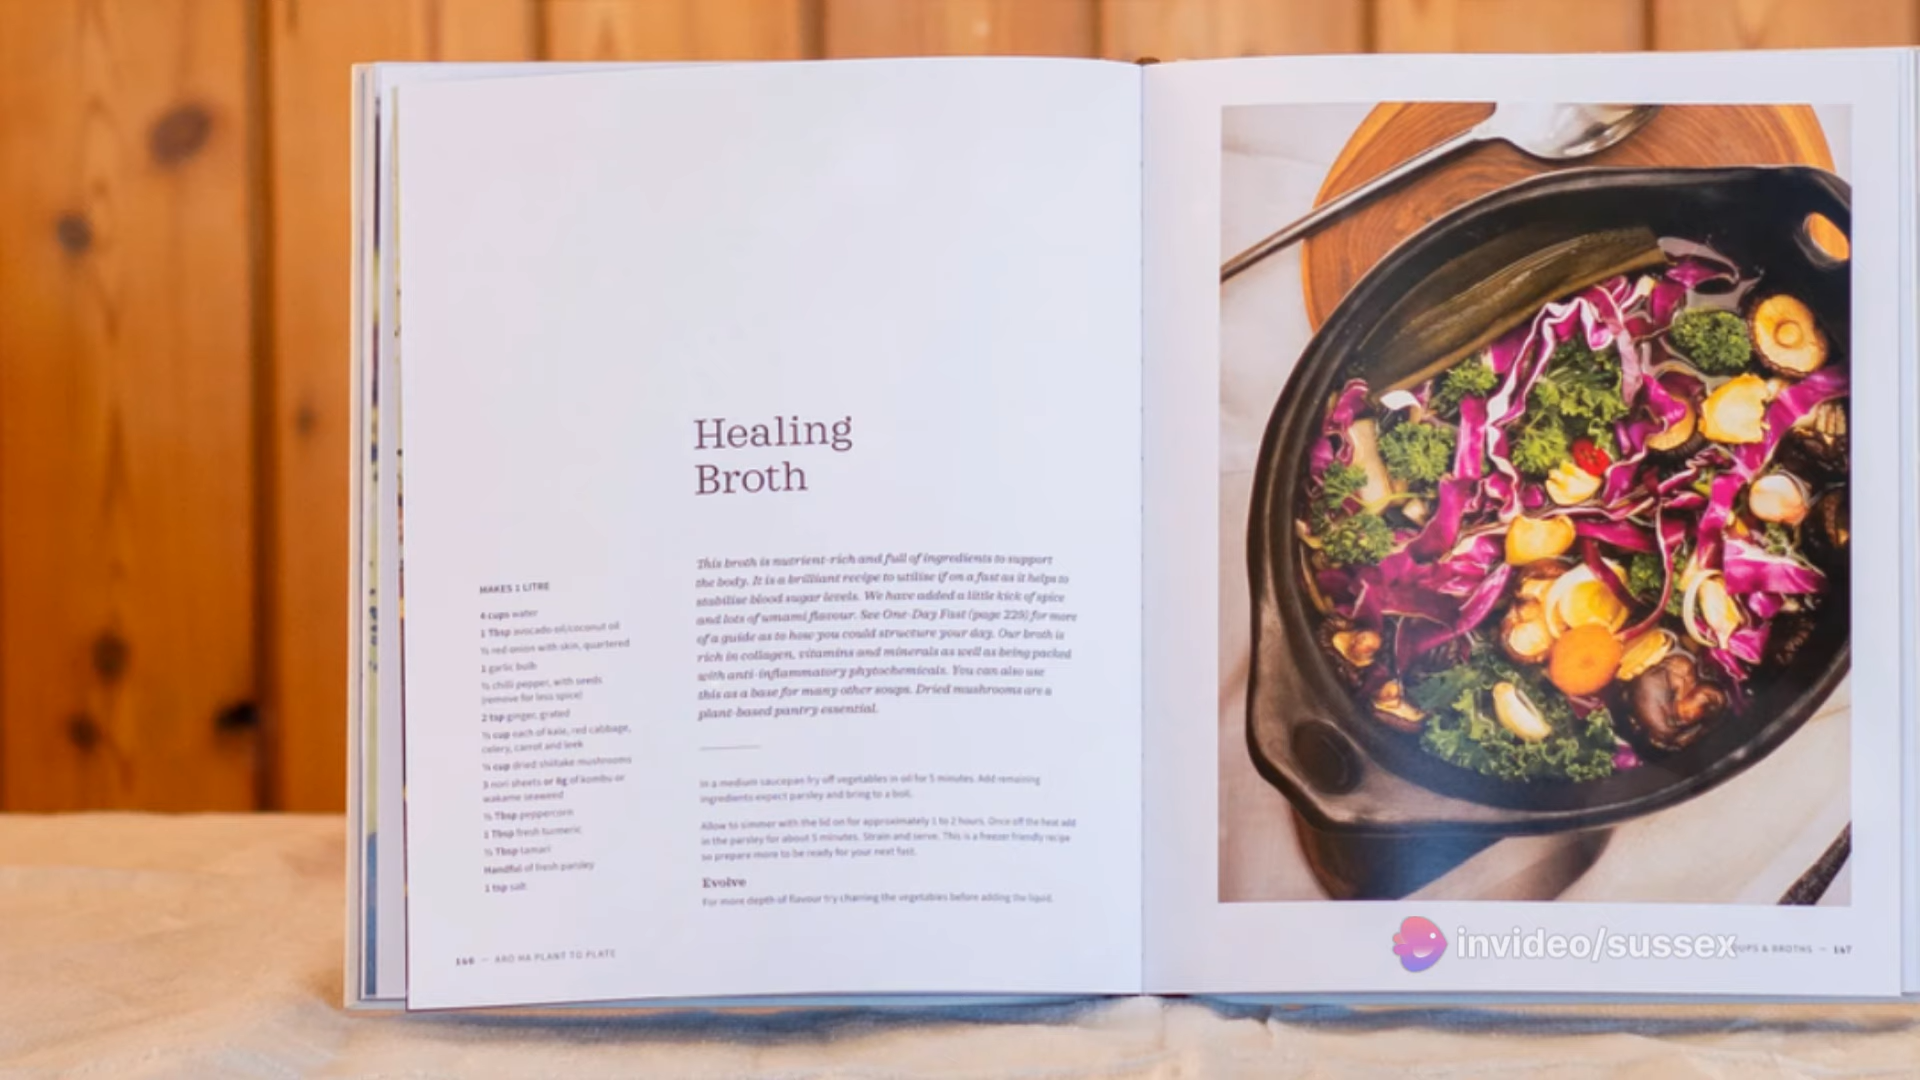 Healing
Broth
MAKES 1 LITRE
4 cups water
1 Tbsp avocado oil/coconut oil
½ red onion with skin, quartered
1 garlic bulb
½ chilli pepper, with seeds
(remove for less spice)
2 tsp ginger, grated
½ cup each of kale, red cabbage,
celery, carrot and leek
¼ cup dried shiitake mushrooms
3 nori sheets or 8g of kombu or
wakame seaweed
½ Tbsp peppercorn
1 Tbsp fresh turmeric
½ Tbsp tamari
Handful of fresh parsley
1 tsp salt
This broth is nutrient-rich and full of ingredients to support
the body. It is a brilliant recipe to utilise if on a fast as it helps to
stabilise blood sugar levels. We have added a little kick of spice
and lots of umami flavour. See One-Day Fast (page 229) for more
of a guide as to how you could structure your day. Our broth is
rich in collagen, vitamins and minerals as well as being packed
with anti-inflammatory phytochemicals. You can also use
this as a base for many other soups. Dried mushrooms are a
plant-based pantry essential.
In a medium saucepan fry off vegetables in oil for 5 minutes. Add remaining
ingredients expect parsley and bring to a boil.
Allow to simmer with the lid on for approximately 1 to 2 hours. Once off the heat add
in the parsley for about 5 minutes. Strain and serve. This is a freezer friendly recipe
so prepare more to be ready for your next fast.
Evolve
For more depth of flavour try charring the vegetables before adding the liquid.
146 — ARO HA PLANT TO PLATE
invideo/sussex
UPS & BROTHS — 147